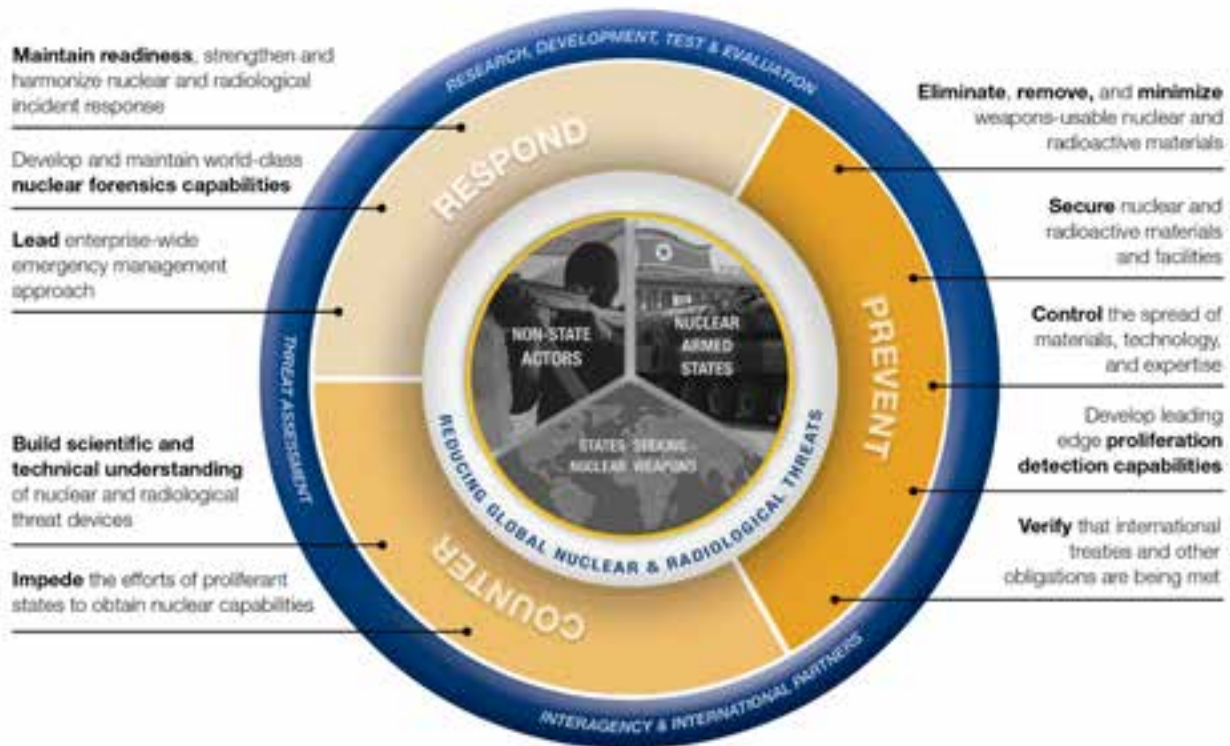 RESEARCH, DEVELOPMENT, TEST & EVALUATION
Maintain readiness, strengthen and
harmonize nuclear and radiological
incident response
Develop and maintain world-class
nuclear forensics capabilities
Lead enterprise-wide
emergency management
approach
THREAT ASSESSMENT
Build scientific and
technical understanding
of nuclear and radiological
threat devices
Impede the efforts of proliferant
states to obtain nuclear capabilities
RESPOND
COUNTER
PREVENT
NON-STATE
ACTORS
NUCLEAR
ARMED
STATES
STATES SEEKING
NUCLEAR WEAPONS
REDUCING GLOBAL NUCLEAR & RADIOLOGICAL THREATS
Eliminate, remove, and minimize
weapons-usable nuclear and
radioactive materials
Secure nuclear and
radioactive materials
and facilities
Control the spread of
materials, technology,
and expertise
Develop leading
edge proliferation
detection capabilities
Verify that international
treaties and other
obligations are being met
INTERAGENCY & INTERNATIONAL PARTNERS